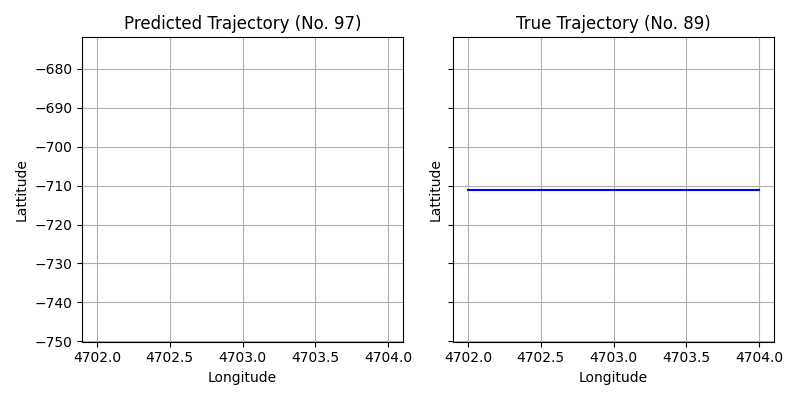 Predicted Trajectory (No. 97)
True Trajectory (No. 89)
−680
−690
−700
−710
−720
−730
−740
−750
Lattitude
Lattitude
4702.0 4702.5 4703.0 4703.5 4704.0
4702.0 4702.5 4703.0 4703.5 4704.0
Longitude
Longitude